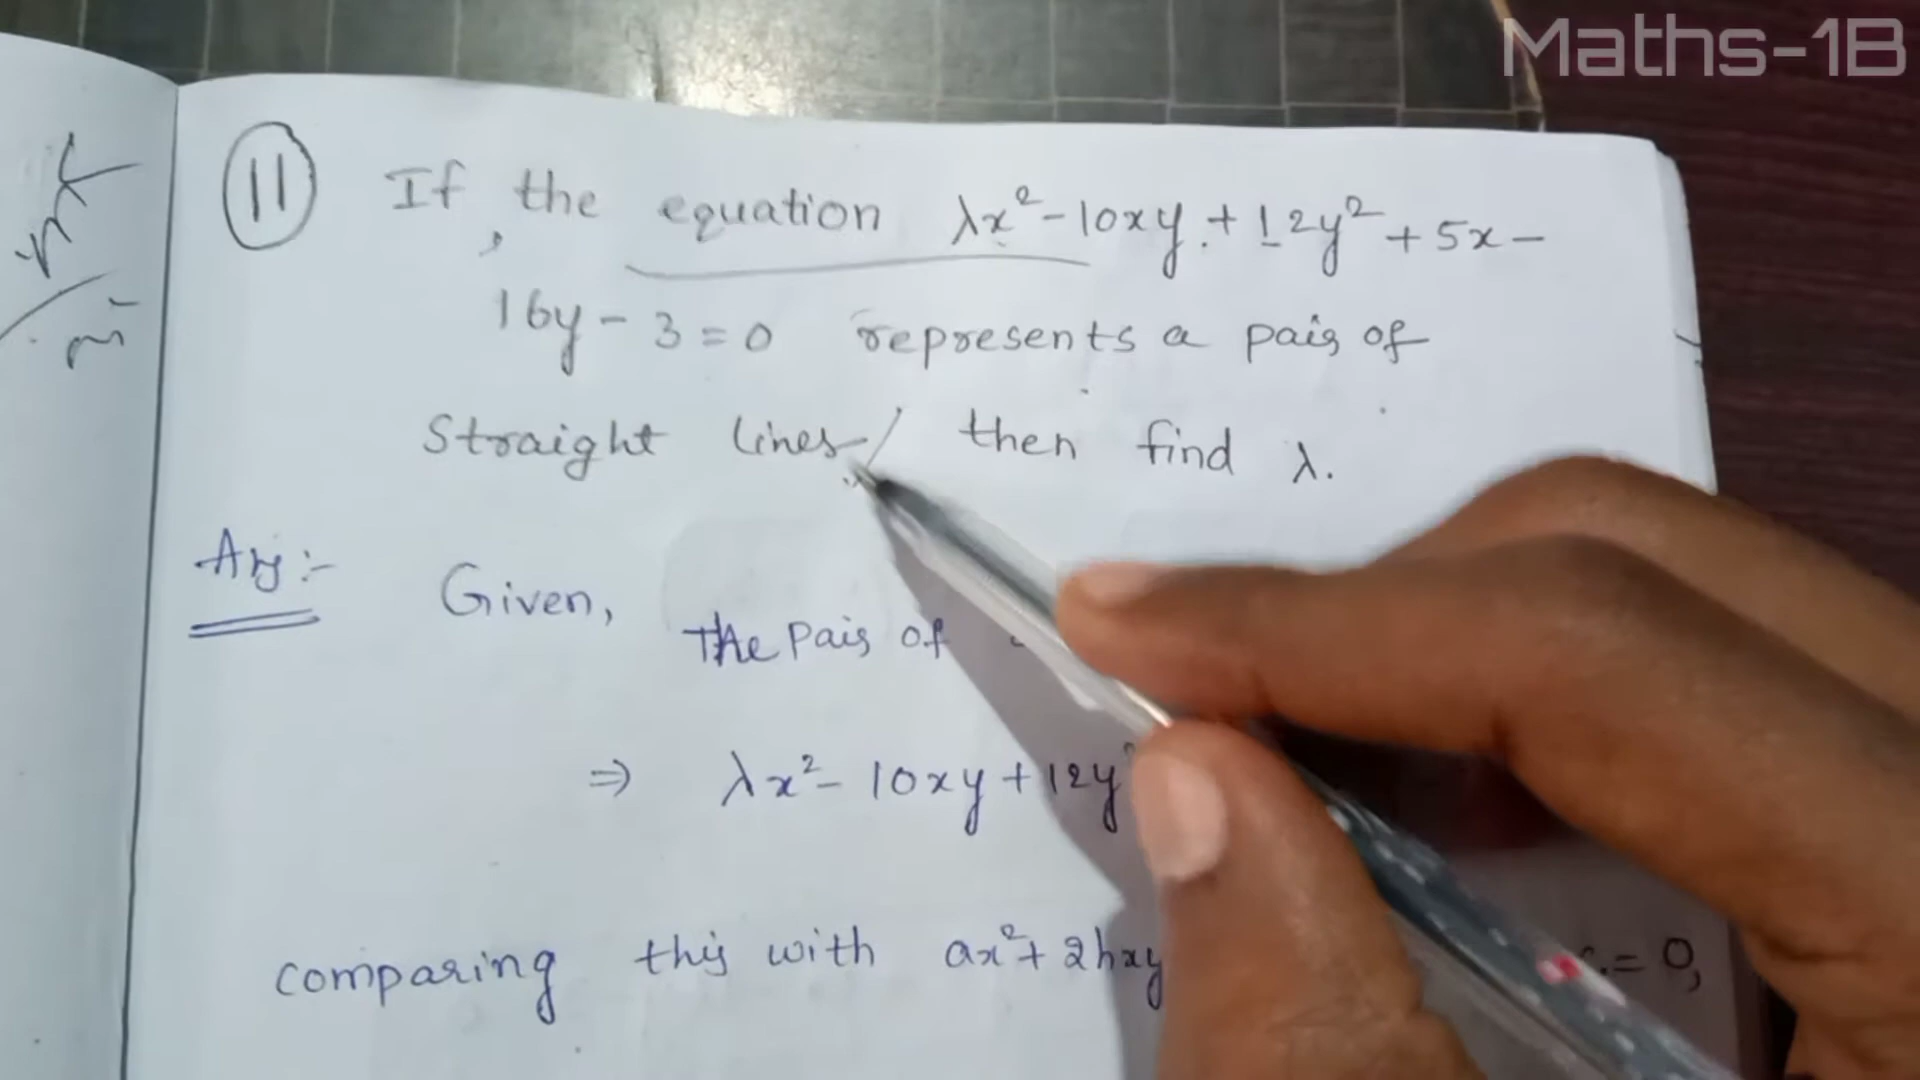 Maths-1B
11 If the equation λx² - 10xy + 12y² + 5x -
16y - 3 = 0 represents a pair of
Straight lines, then find λ.
Ans :-
Given,
The Pair of
⇒ λx² - 10xy + 12y
comparing this with ax² + 2hxy = 0,